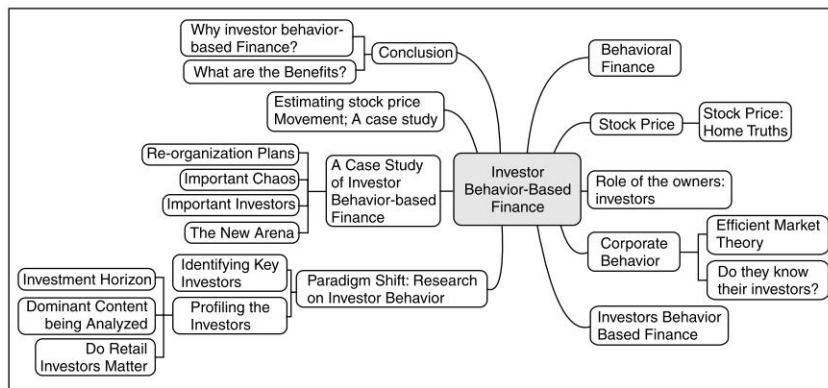 Why investor behavior-
based Finance?
What are the Benefits?
Conclusion
Estimating stock price
Movement; A case study
Re-organization Plans
Important Chaos
Important Investors
The New Arena
A Case Study
of Investor
Behavior-based
Finance
Identifying Key
Investors
Investment Horizon
Dominant Content
being Analyzed
Do Retail
Investors Matter
Profiling the
Investors
Paradigm Shift: Research
on Investor Behavior
Investor
Behavior-Based
Finance
Behavioral
Finance
Stock Price
Stock Price:
Home Truths
Role of the owners:
investors
Corporate
Behavior
Efficient Market
Theory
Do they know
their investors?
Investors Behavior
Based Finance